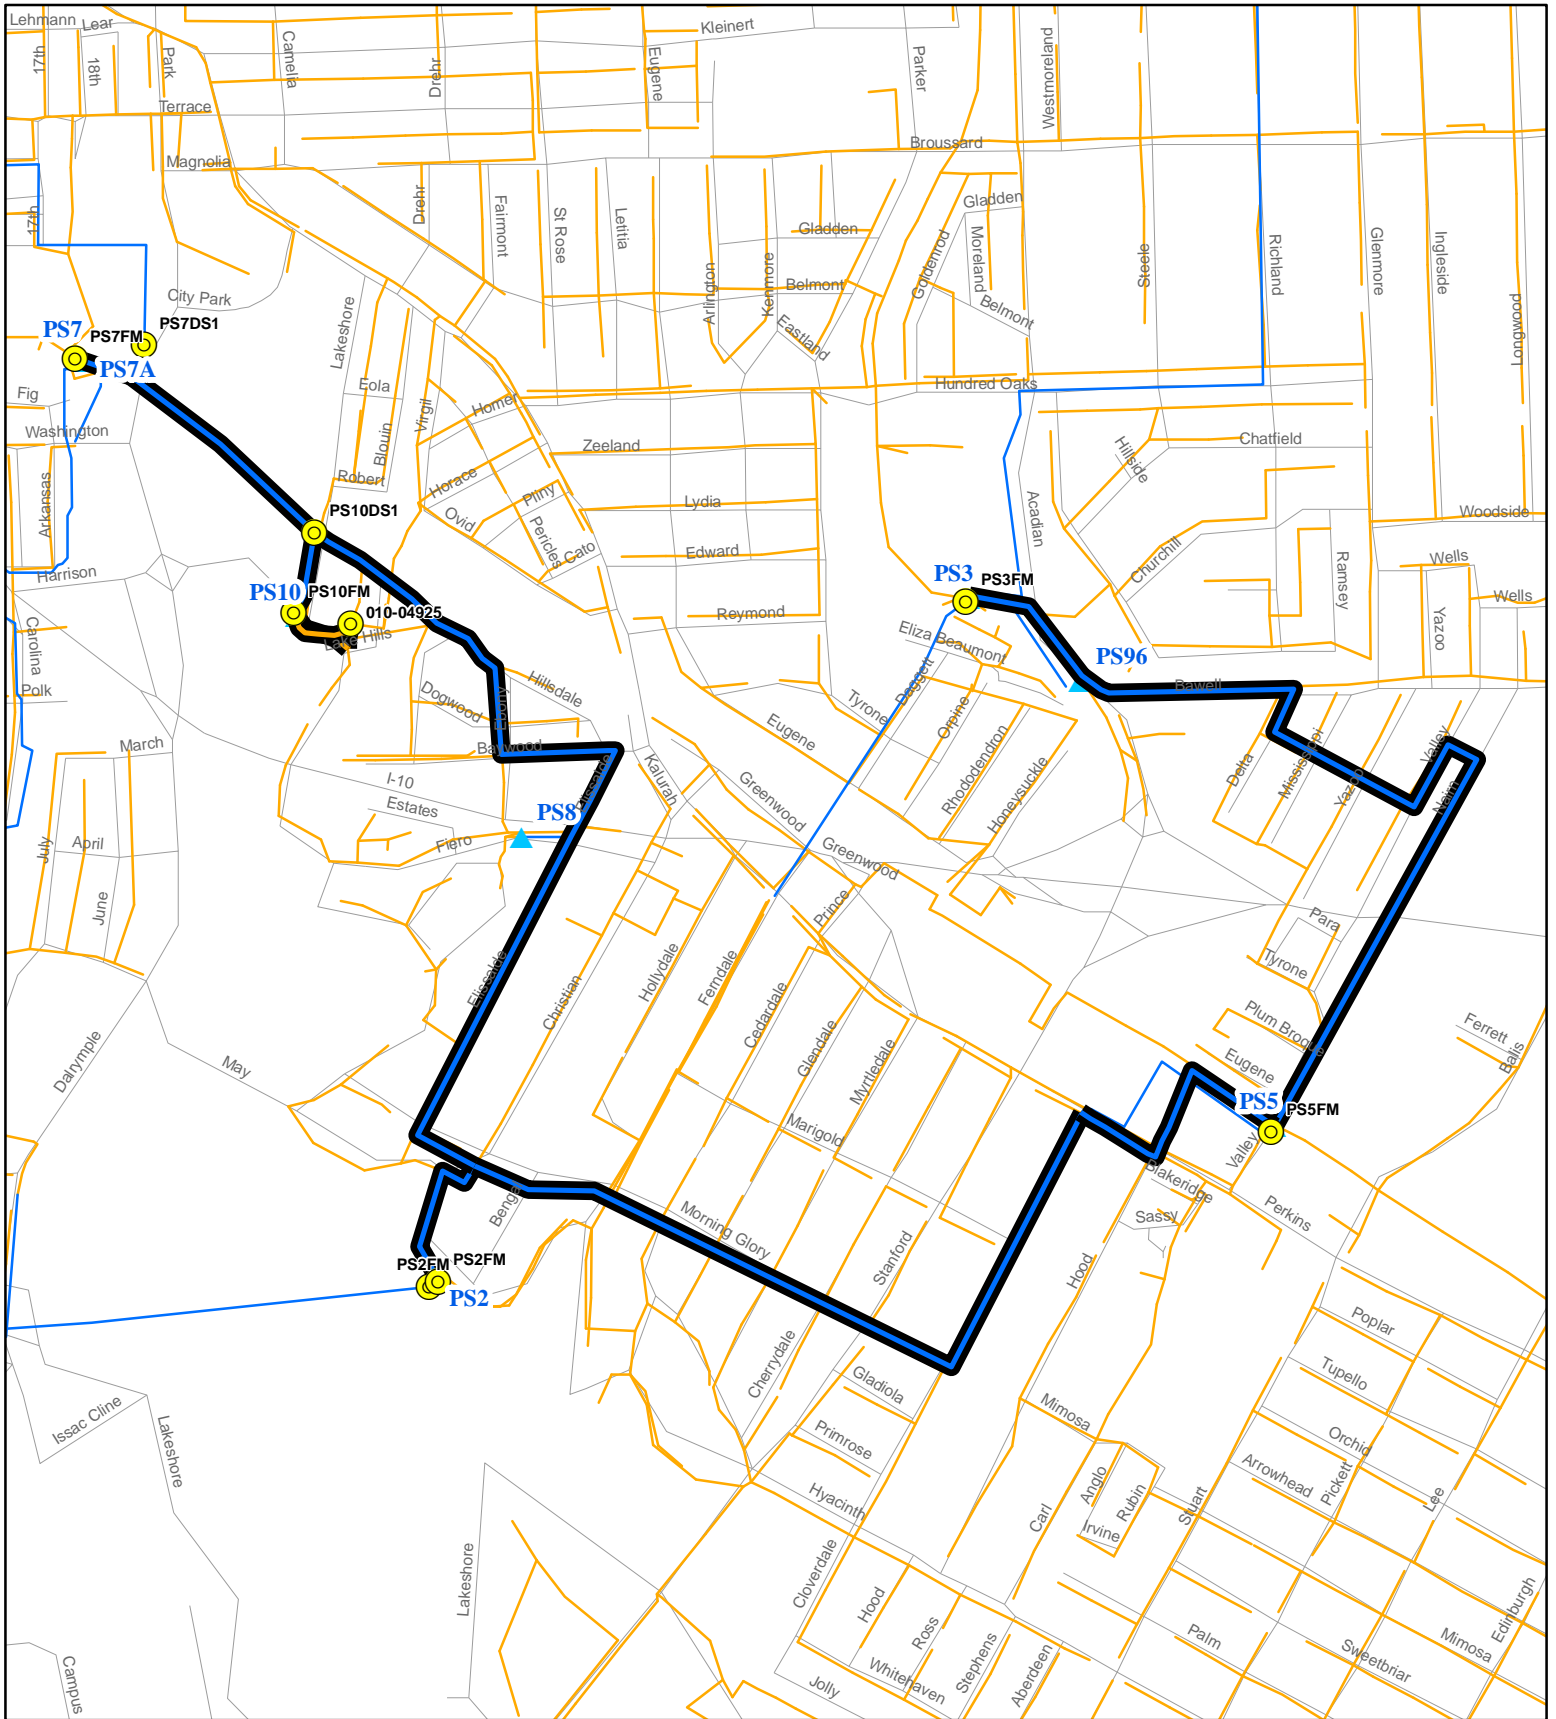 Lehmann
Lear
Kleinert
17th
18th
Park
Camelia
Drehr
Eugene
Parker
Westmoreland
Terrace
Broussard
Magnolia
17th
Drehr
Fairmont
St Rose
Letitia
Gladden
Gladden
Moreland
Goldenrod
Steele
Richland
Glenmore
Ingleside
Longwood
Arlington
Kenmore
Belmont
Belmont
Eastland
City Park
Lakeshore
PS7
PS7FM
PS7DS1
PS7A
Fig
Washington
Eola
Virgil
Blouin
Homer
Hundred Oaks
Zeeland
Chatfield
Hillside
Robert
Horace
Pliny
Ovid
Pericles
Cato
Lydia
Edward
Arkansas
PS10DS1
Acadian
Woodside
Churchill
Ramsey
Wells
Wells
Yazoo
Harrison
PS10
PS10FM
010-04925
Lake Hills
Reymond
PS3
PS3FM
Eliza Beaumont
PS96
Bawell
Carolina
Polk
Dogwood
Ebony
Hillsdale
Baywood
Tyrone
Daggett
Orpine
Eugene
Rhododendron
Honeysuckle
Delta
Mississippi
Yazoo
Valley
Nairn
March
I-10
Estates
Fiero
PS8
Elissalde
Kalurah
Greenwood
Greenwood
July
April
June
Prince
Para
Tyrone
Elissalde
Christian
Hollydale
Ferndale
Cedardale
Glendale
Myrtledale
Plum
Broque
Eugene
Ferrett
Balis
Dalrymple
May
PS5
PS5FM
Marigold
Valley
Blakeridge
Sassy
Perkins
Morning Glory
Stanford
Hood
PS2FM
PS2FM
PS2
Poplar
Tupello
Cherrydale
Gladiola
Primrose
Mimosa
Orchid
Arrowhead
Pickett
Lee
Issac Cline
Lakeshore
Hyacinth
Anglo
Rubin
Irvine
Carl
Stuart
Lakeshore
Cloverdale
Hood
Ross
Stephens
Aberdeen
Whitehaven
Jolly
Palm
Sweetbriar
Mimosa
Edinburgh
Campus